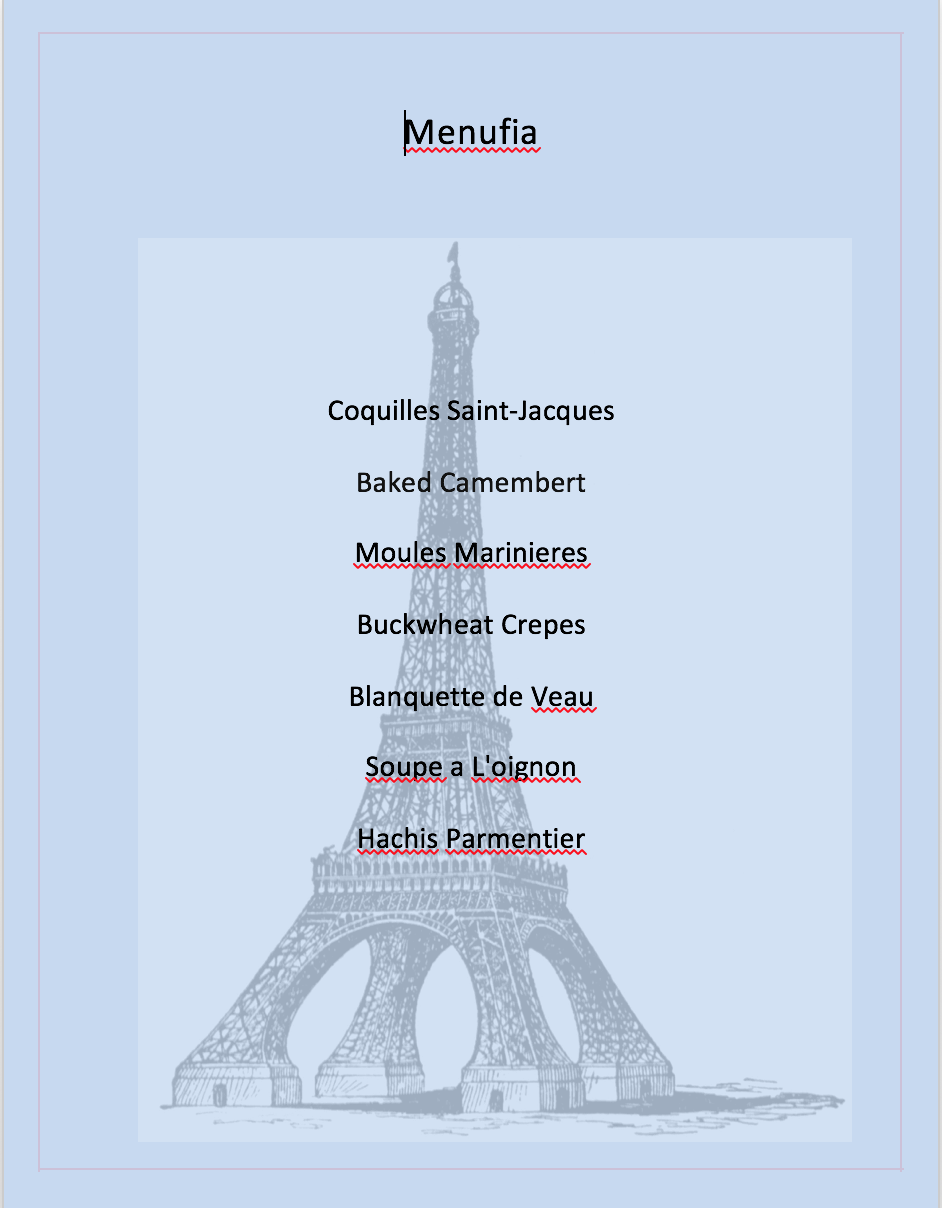 Menufia
Coquilles Saint-Jacques
Baked Camembert
Moules Marinieres
Buckwheat Crepes
Blanquette de Veau
Soupe a L'oignon
Hachis Parmentier